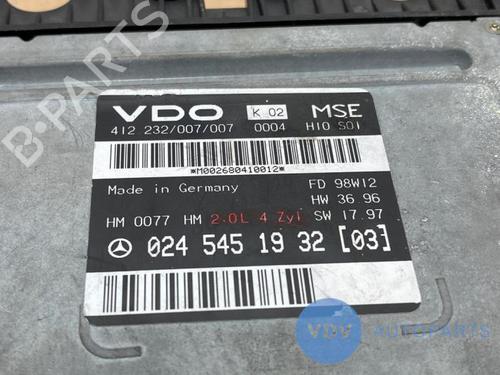 VDO K 02 MSE
412 232/007/007 0004 H10 S01
*M002680410012*
Made in Germany FD 98W12
HW 36 96
HM 0077 HM 2.0L 4 Zyl SW 17.97
024 545 19 32 [03]
B-PARTS
VDV AUTOPARTS